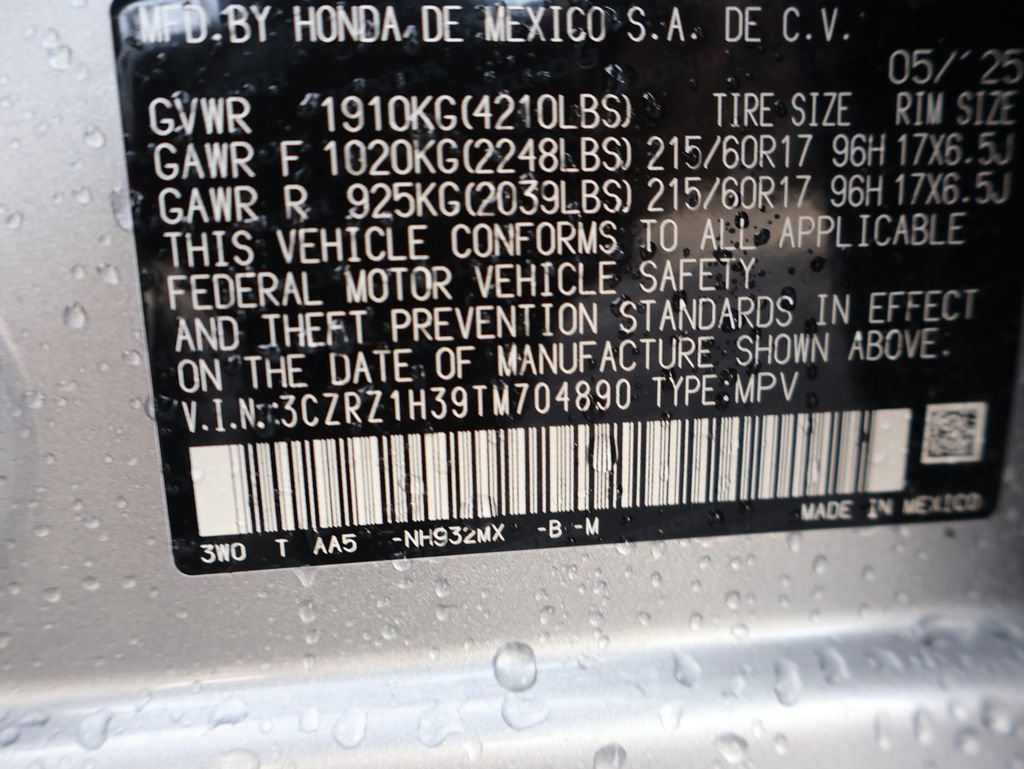 MFD.BY HONDA DE MEXICO S.A. DE C.V.
05/'25
GVWR 1910KG(4210LBS) TIRE SIZE RIM SIZE
GAWR F 1020KG(2248LBS) 215/60R17 96H 17X6.5J
GAWR R 925KG(2039LBS) 215/60R17 96H 17X6.5J
THIS VEHICLE CONFORMS TO ALL APPLICABLE
FEDERAL MOTOR VEHICLE SAFETY
AND THEFT PREVENTION STANDARDS IN EFFECT
ON THE DATE OF MANUFACTURE SHOWN ABOVE.
V.I.N.:3CZRZ1H39TM704890 TYPE:MPV
3W0 T AA5 -NH932MX -B -M
MADE IN MEXICO